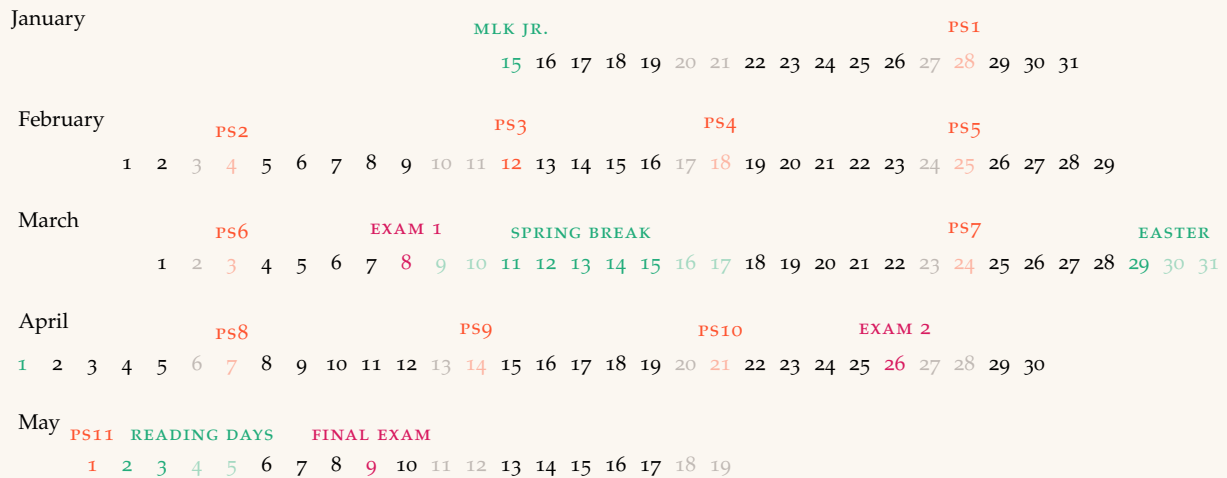 January
MLK JR. PS1
15 16 17 18 19 20 21 22 23 24 25 26 27 28 29 30 31
February
PS2 PS3 PS4 PS5
1 2 3 4 5 6 7 8 9 10 11 12 13 14 15 16 17 18 19 20 21 22 23 24 25 26 27 28 29
March
PS6 EXAM 1 SPRING BREAK PS7 EASTER
1 2 3 4 5 6 7 8 9 10 11 12 13 14 15 16 17 18 19 20 21 22 23 24 25 26 27 28 29 30 31
April
PS8 PS9 PS10 EXAM 2
1 2 3 4 5 6 7 8 9 10 11 12 13 14 15 16 17 18 19 20 21 22 23 24 25 26 27 28 29 30
May
PS11 READING DAYS FINAL EXAM
1 2 3 4 5 6 7 8 9 10 11 12 13 14 15 16 17 18 19